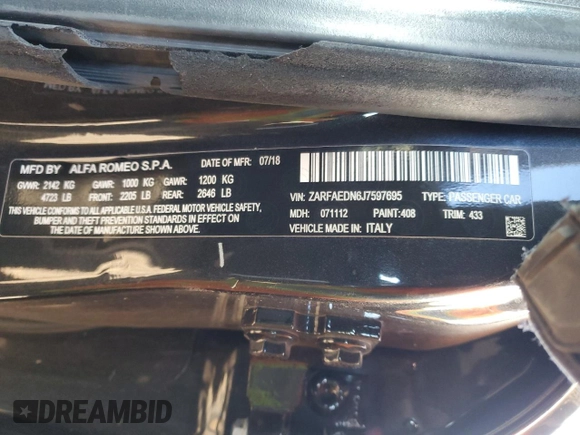 MFD BY ALFA ROMEO S.P.A. DATE OF MFR: 07/18
GVWR: 2142 KG GAWR: 1000 KG GAWR: 1200 KG
4723 LB FRONT: 2205 LB REAR: 2646 LB
THIS VEHICLE CONFORMS TO ALL APPLICABLE U.S.A. FEDERAL MOTOR VEHICLE SAFETY,
BUMPER AND THEFT PREVENTION STANDARDS IN EFFECT ON
THE DATE OF MANUFACTURE SHOWN ABOVE
VIN: ZARFAEDN6J7597695 TYPE: PASSENGER CAR
MDH: 071112 PAINT: 408 TRIM: 433
VEHICLE MADE IN: ITALY
DREAMBID